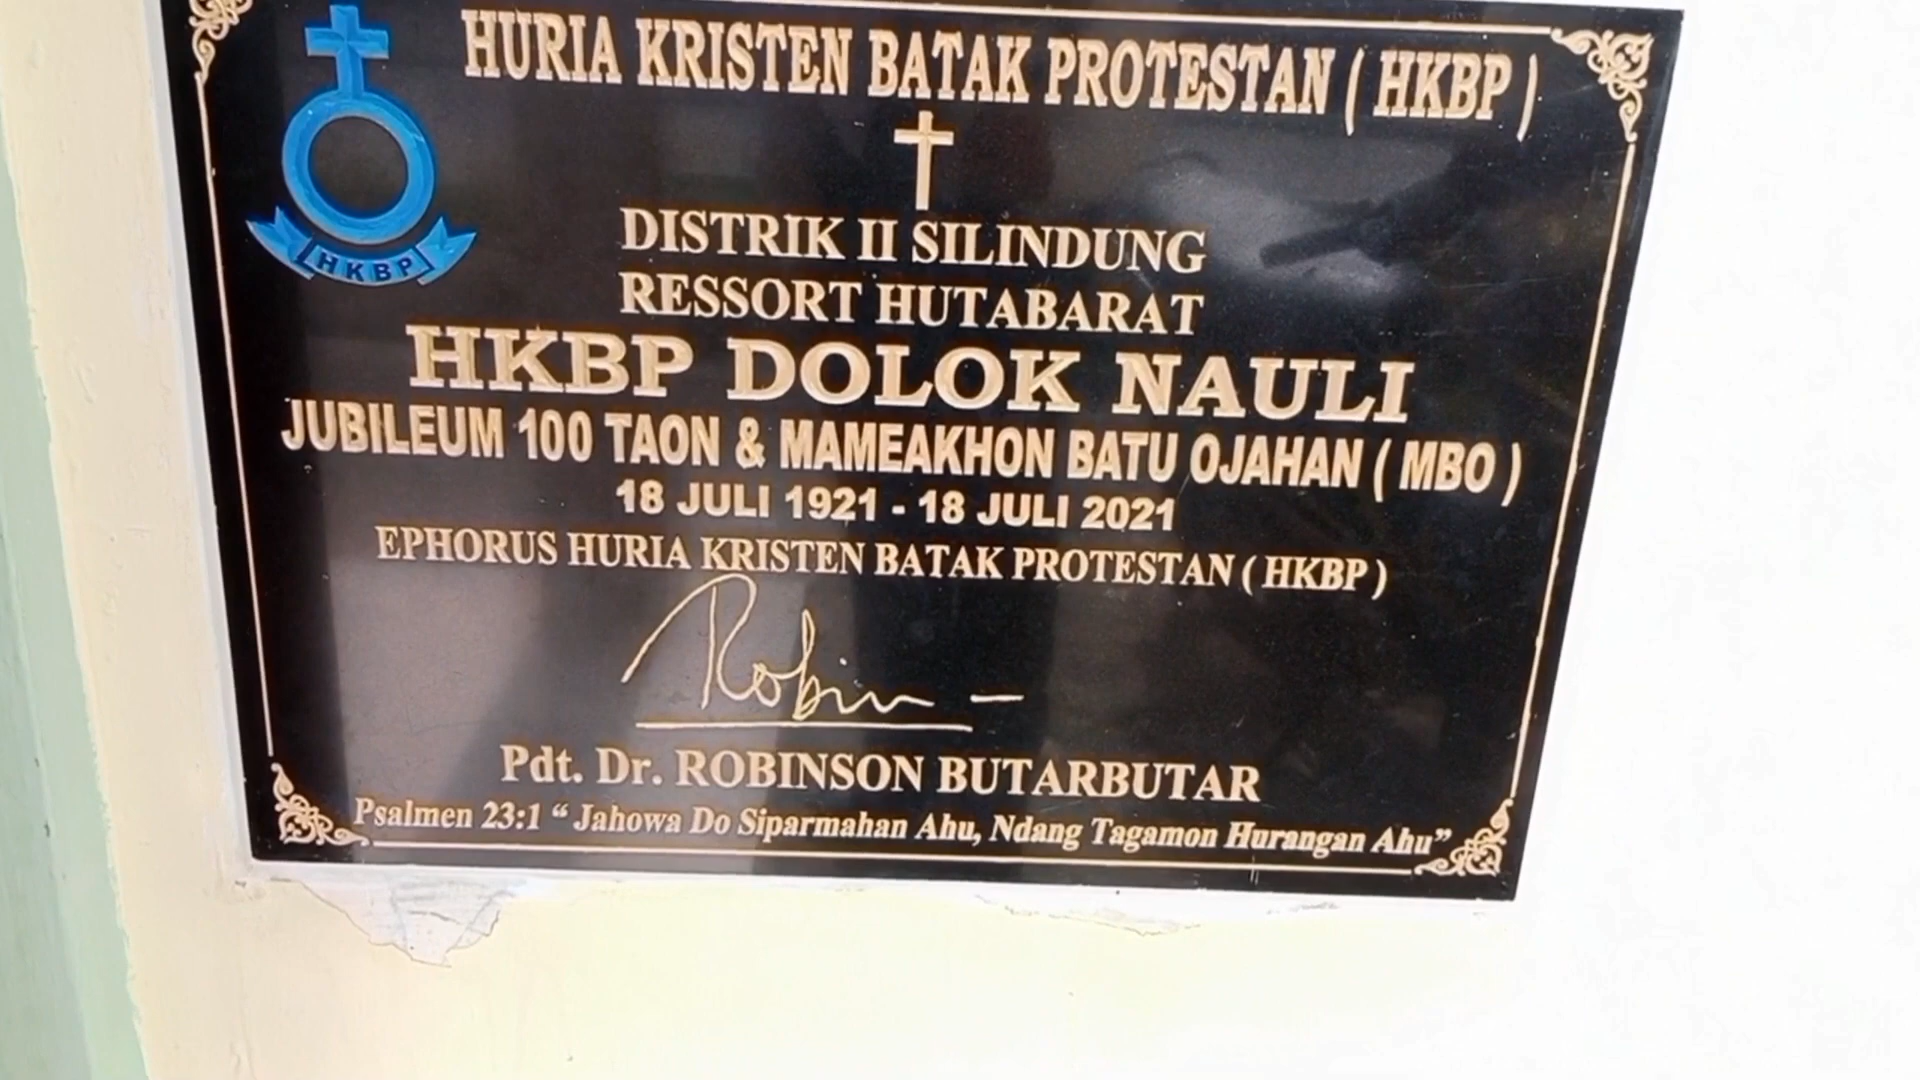 HURIA KRISTEN BATAK PROTESTAN ( HKBP )
HKBP
DISTRIK II SILINDUNG
RESSORT HUTABARAT
HKBP DOLOK NAULI
JUBILEUM 100 TAON & MAMEAKHON BATU OJAHAN ( MBO )
18 JULI 1921 - 18 JULI 2021
EPHORUS HURIA KRISTEN BATAK PROTESTAN ( HKBP )
Robin
Pdt. Dr. ROBINSON BUTARBUTAR
Psalmen 23:1 “ Jahowa Do Siparmahan Ahu, Ndang Tagamon Hurangan Ahu”